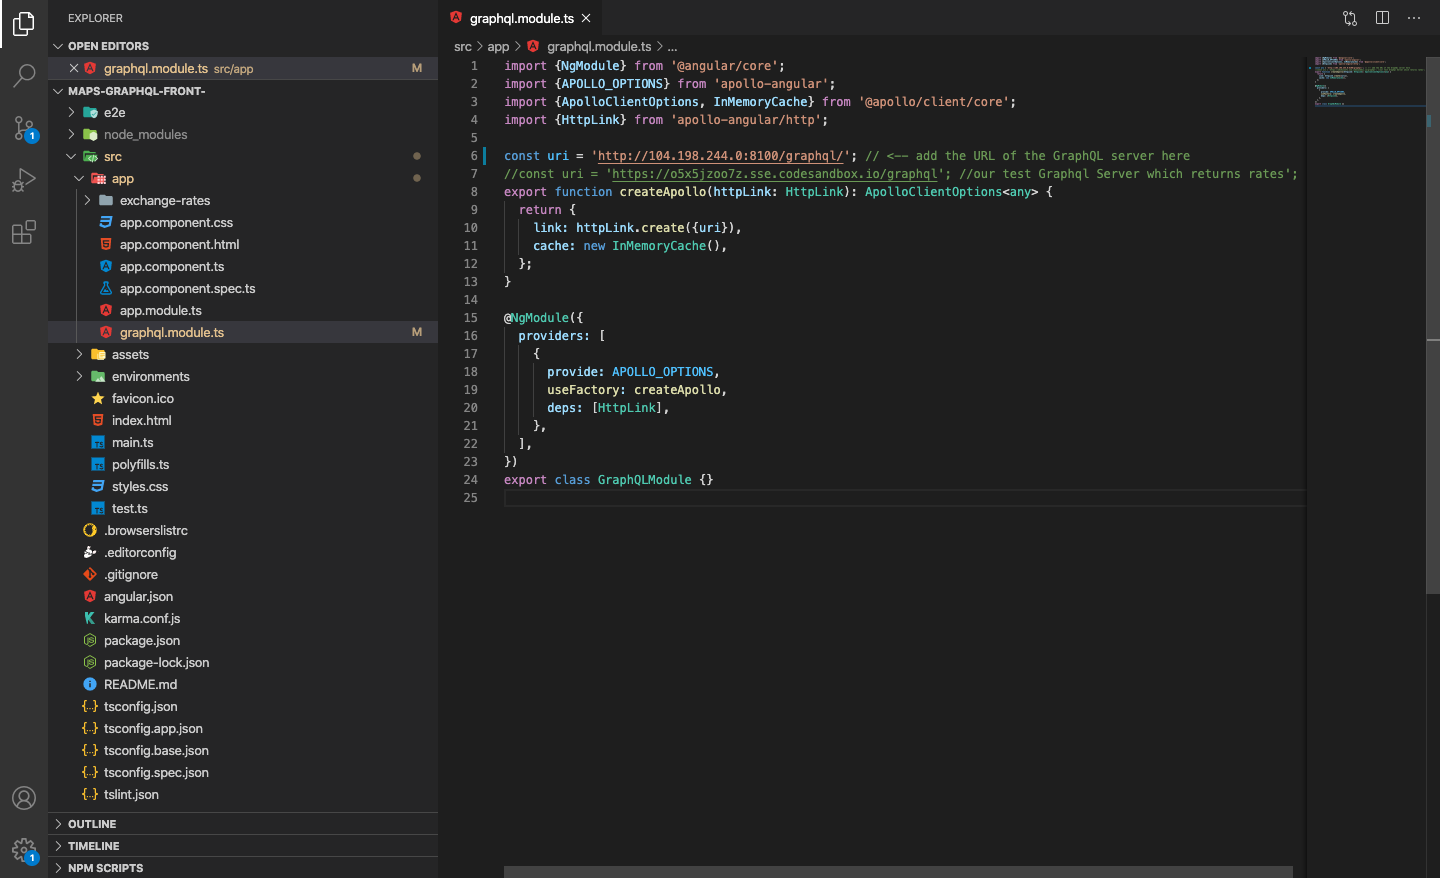 EXPLORER
OPEN EDITORS
graphql.module.ts src/app M
MAPS-GRAPHQL-FRONT-
e2e
node_modules
src
app
exchange-rates
app.component.css
app.component.html
app.component.ts
app.component.spec.ts
app.module.ts
graphql.module.ts M
assets
environments
favicon.ico
index.html
main.ts
polyfills.ts
styles.css
test.ts
.browserslistrc
.editorconfig
.gitignore
angular.json
karma.conf.js
package.json
package-lock.json
README.md
tsconfig.json
tsconfig.app.json
tsconfig.base.json
tsconfig.spec.json
tslint.json
OUTLINE
TIMELINE
NPM SCRIPTS
1
1
graphql.module.ts
src > app > graphql.module.ts > ...
1 import {NgModule} from '@angular/core';
2 import {APOLLO_OPTIONS} from 'apollo-angular';
3 import {ApolloClientOptions, InMemoryCache} from '@apollo/client/core';
4 import {HttpLink} from 'apollo-angular/http';
5
6 const uri = 'http://104.198.244.0:8100/graphql/'; // <-- add the URL of the GraphQL server here
7 //const uri = 'https://o5x5jzoo7z.sse.codesandbox.io/graphql'; //our test Graphql Server which returns rates';
8 export function createApollo(httpLink: HttpLink): ApolloClientOptions<any> {
9 return {
10 link: httpLink.create({uri}),
11 cache: new InMemoryCache(),
12 };
13 }
14
15 @NgModule({
16 providers: [
17 {
18 provide: APOLLO_OPTIONS,
19 useFactory: createApollo,
20 deps: [HttpLink],
21 },
22 ],
23 })
24 export class GraphQLModule {}
25